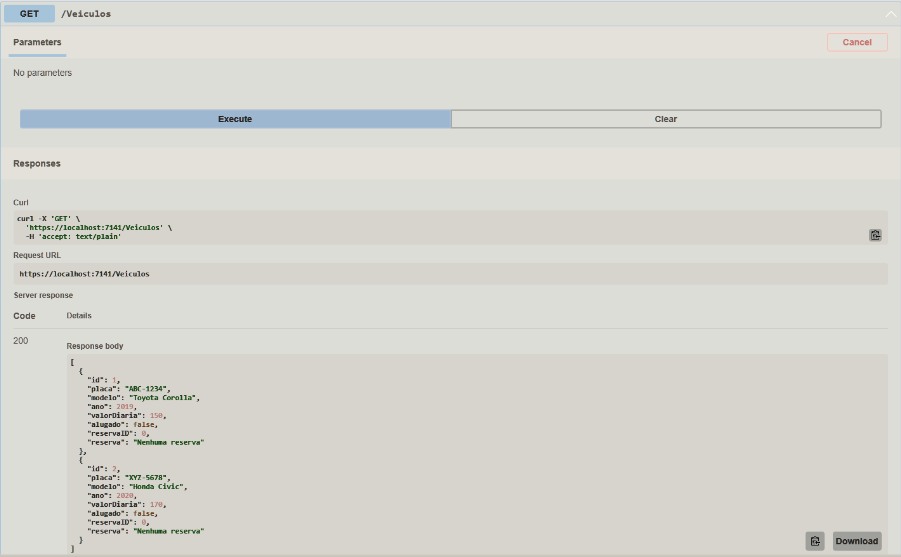 GET /Veiculos
Parameters Cancel
No parameters
Execute Clear
Responses
Curl
curl -X 'GET' \
'https://localhost:7141/Veiculos' \
-H 'accept: text/plain'
Request URL
https://localhost:7141/Veiculos
Server response
Code Details
200
Response body
[
{
"id": 1,
"placa": "ABC-1234",
"modelo": "Toyota Corolla",
"ano": 2019,
"valorDiaria": 150,
"alugado": false,
"reservaID": 0,
"reserva": "Nenhuma reserva"
},
{
"id": 2,
"placa": "XYZ-5678",
"modelo": "Honda Civic",
"ano": 2020,
"valorDiaria": 170,
"alugado": false,
"reservaID": 0,
"reserva": "Nenhuma reserva"
}
]
Download